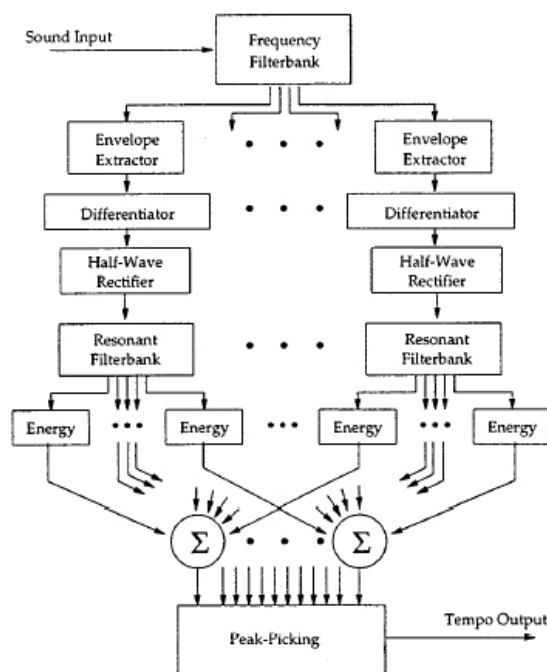 Sound Input
Frequency
Filterbank
Envelope
Extractor
Envelope
Extractor
Differentiator
Differentiator
Half-Wave
Rectifier
Half-Wave
Rectifier
Resonant
Filterbank
Resonant
Filterbank
Energy
Energy
Energy
Energy
Σ
Σ
Peak-Picking
Tempo Output